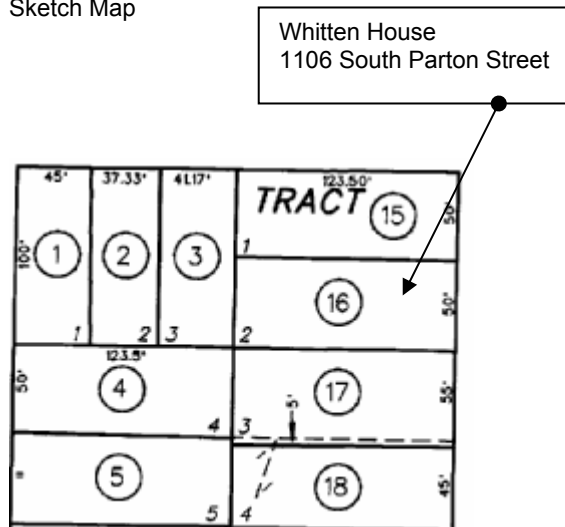 Sketch Map
Whitten House
1106 South Parton Street
45' 37.33' 41.17' 123.50'
TRACT 15 50'
100' 1 2 3 1
16 50'
1 2 3 2
123.5'
50' 4 17 55'
5'
4 3
5 18 45'
5 4